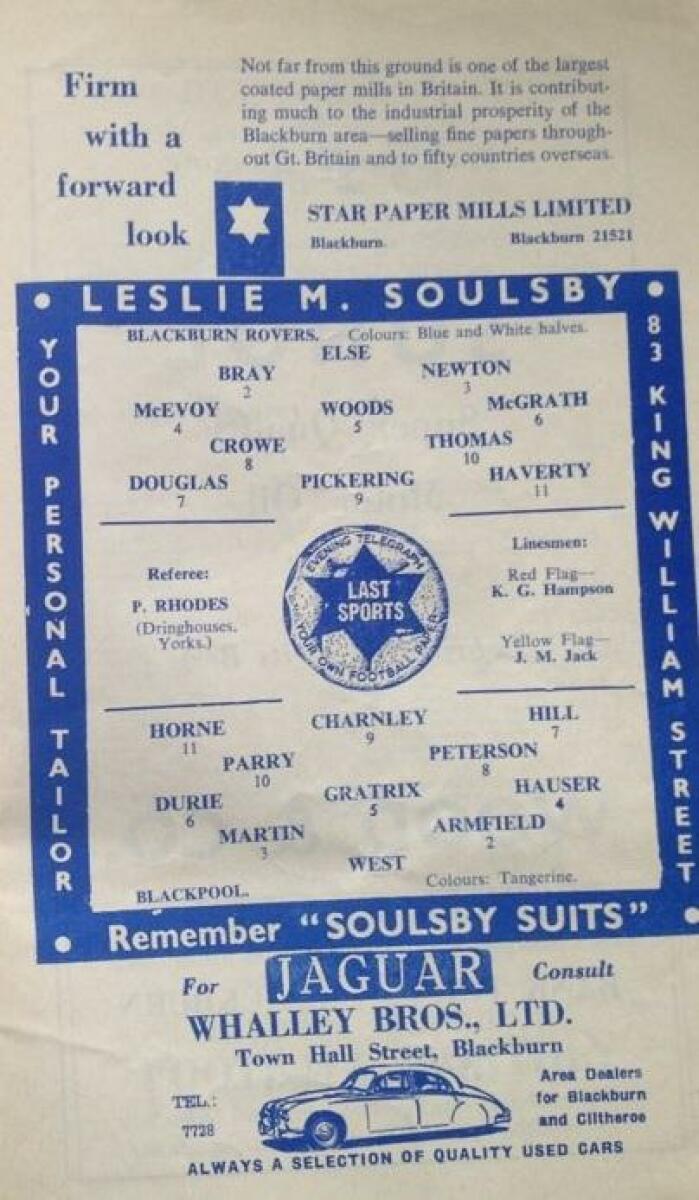 Firm
with a
forward
look
Not far from this ground is one of the largest
coated paper mills in Britain. It is contribut-
ing much to the industrial prosperity of the
Blackburn area—selling fine papers through-
out Gt. Britain and to fifty countries overseas.
STAR PAPER MILLS LIMITED
Blackburn. Blackburn 21521
• LESLIE M. SOULSBY •
YOUR PERSONAL TAILOR
83 KING WILLIAM STREET
BLACKBURN ROVERS. Colours: Blue and White halves.
ELSE
BRAY NEWTON
2 3
McEVOY WOODS McGRATH
4 5 6
CROWE THOMAS
8 10
DOUGLAS PICKERING HAVERTY
7 9 11
Referee:
P. RHODES
(Dringhouses,
Yorks.)
EVENING TELEGRAPH
LAST
SPORTS
YOUR OWN FOOTBALL PAPER
Linesmen:
Red Flag—
K. G. Hampson
Yellow Flag—
J. M. Jack
HORNE CHARNLEY HILL
11 9 7
PARRY PETERSON
10 8
DURIE GRATRIX HAUSER
6 5 4
MARTIN ARMFIELD
3 2
WEST
BLACKPOOL. Colours: Tangerine.
• Remember "SOULSBY SUITS" •
For JAGUAR Consult
WHALLEY BROS., LTD.
Town Hall Street, Blackburn
TEL.:
7728
Area Dealers
for Blackburn
and Clitheroe
ALWAYS A SELECTION OF QUALITY USED CARS